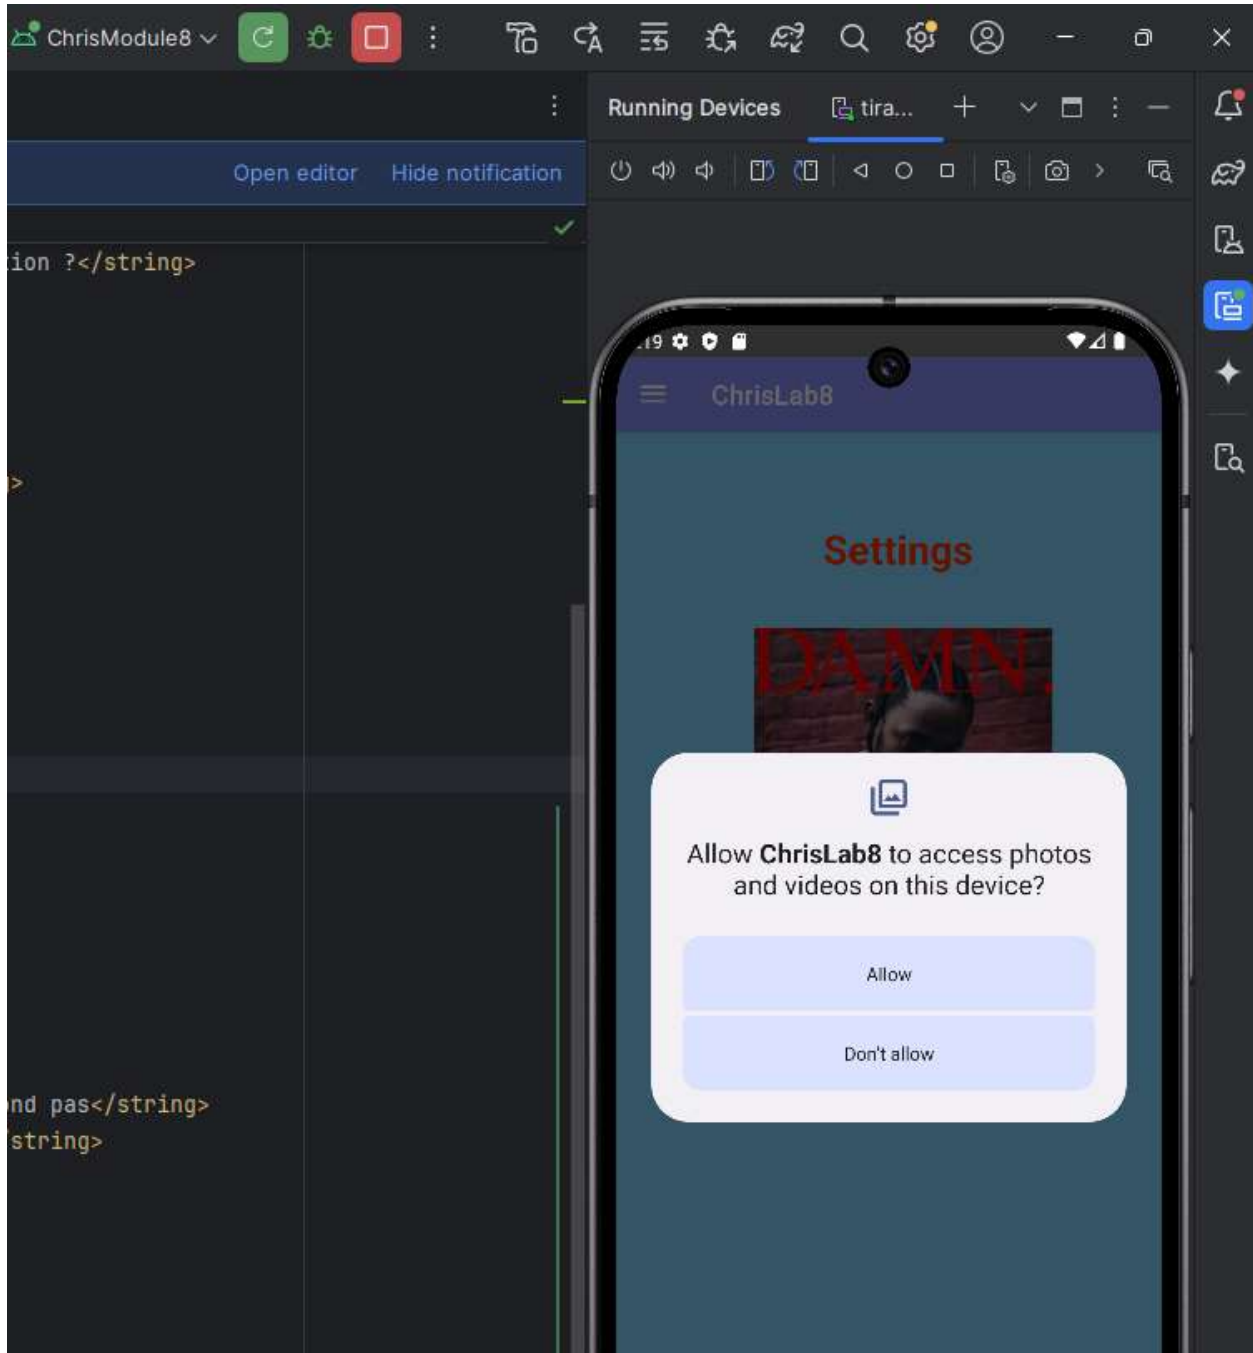 ChrisModule8
Running Devices tira...
Open editor Hide notification
ion ?</string>
>
nd pas</string>
string>
19
ChrisLab8
Settings
DAMN.
Allow ChrisLab8 to access photos
and videos on this device?
Allow
Don't allow